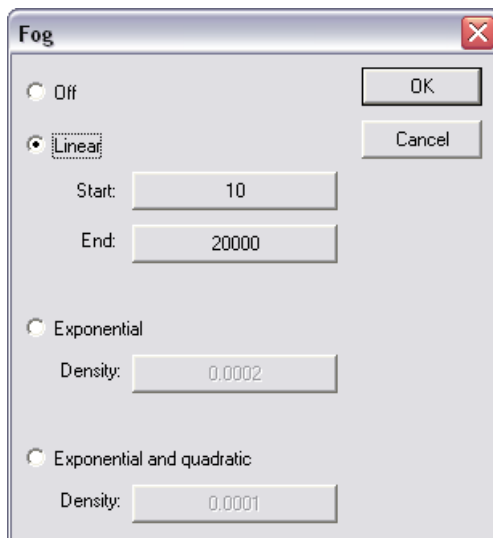 Fog
Off
OK
Linear
Cancel
Start: 10
End: 20000
Exponential
Density: 0.0002
Exponential and quadratic
Density: 0.0001